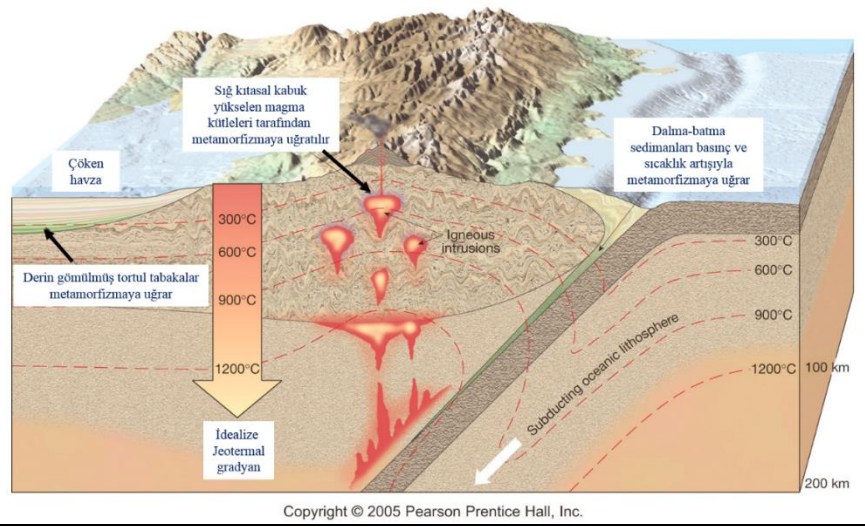 Sığ kıtasal kabuk
yükselen magma
kütleleri tarafından
metamorfizmaya uğratılır
Çöken
havza
Dalma-batma
sedimanları basınç ve
sıcaklık artışıyla
metamorfizmaya uğrar
Derin gömülmüş tortul tabakalar
metamorfizmaya uğrar
300°C
600°C
900°C
1200°C
Igneous
intrusions
300°C
600°C
900°C
1200°C
100 km
200 km
Subducting oceanic lithosphere
İdealize
Jeotermal
gradyan
Copyright © 2005 Pearson Prentice Hall, Inc.